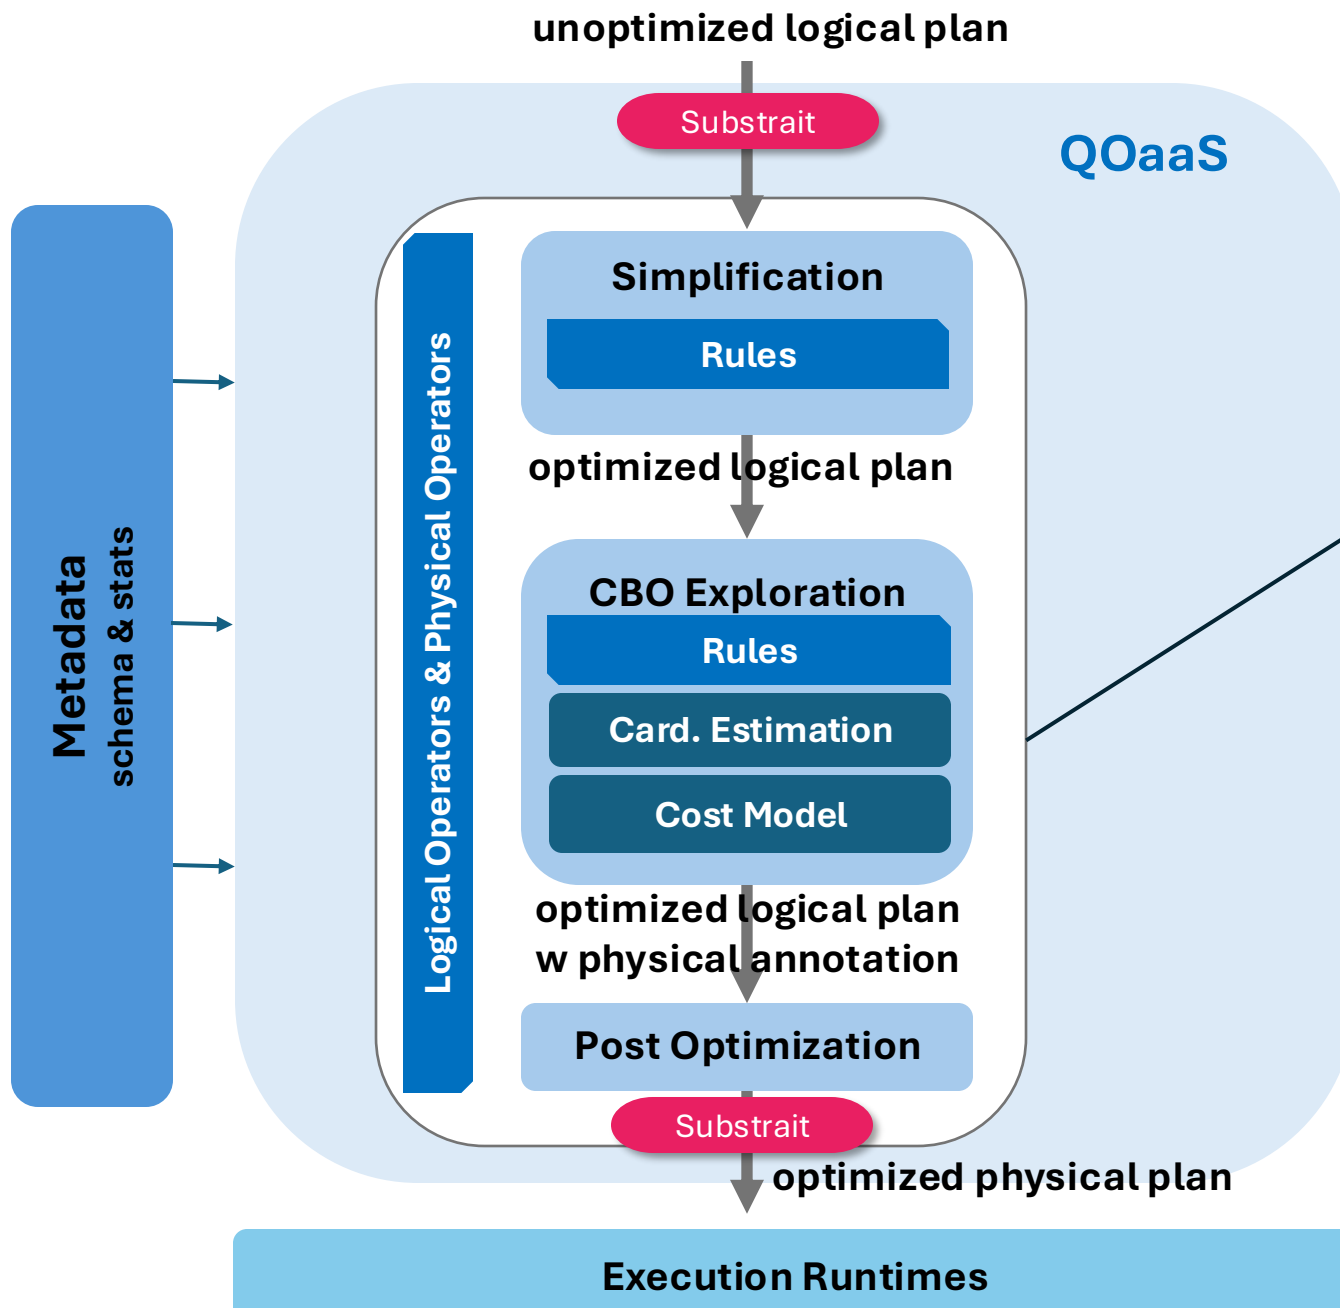 unoptimized logical plan
Substrait
QOaaS
Metadata
schema & stats
Logical Operators & Physical Operators
Simplification
Rules
optimized logical plan
CBO Exploration
Rules
Card. Estimation
Cost Model
optimized logical plan
w physical annotation
Post Optimization
Substrait
optimized physical plan
Execution Runtimes